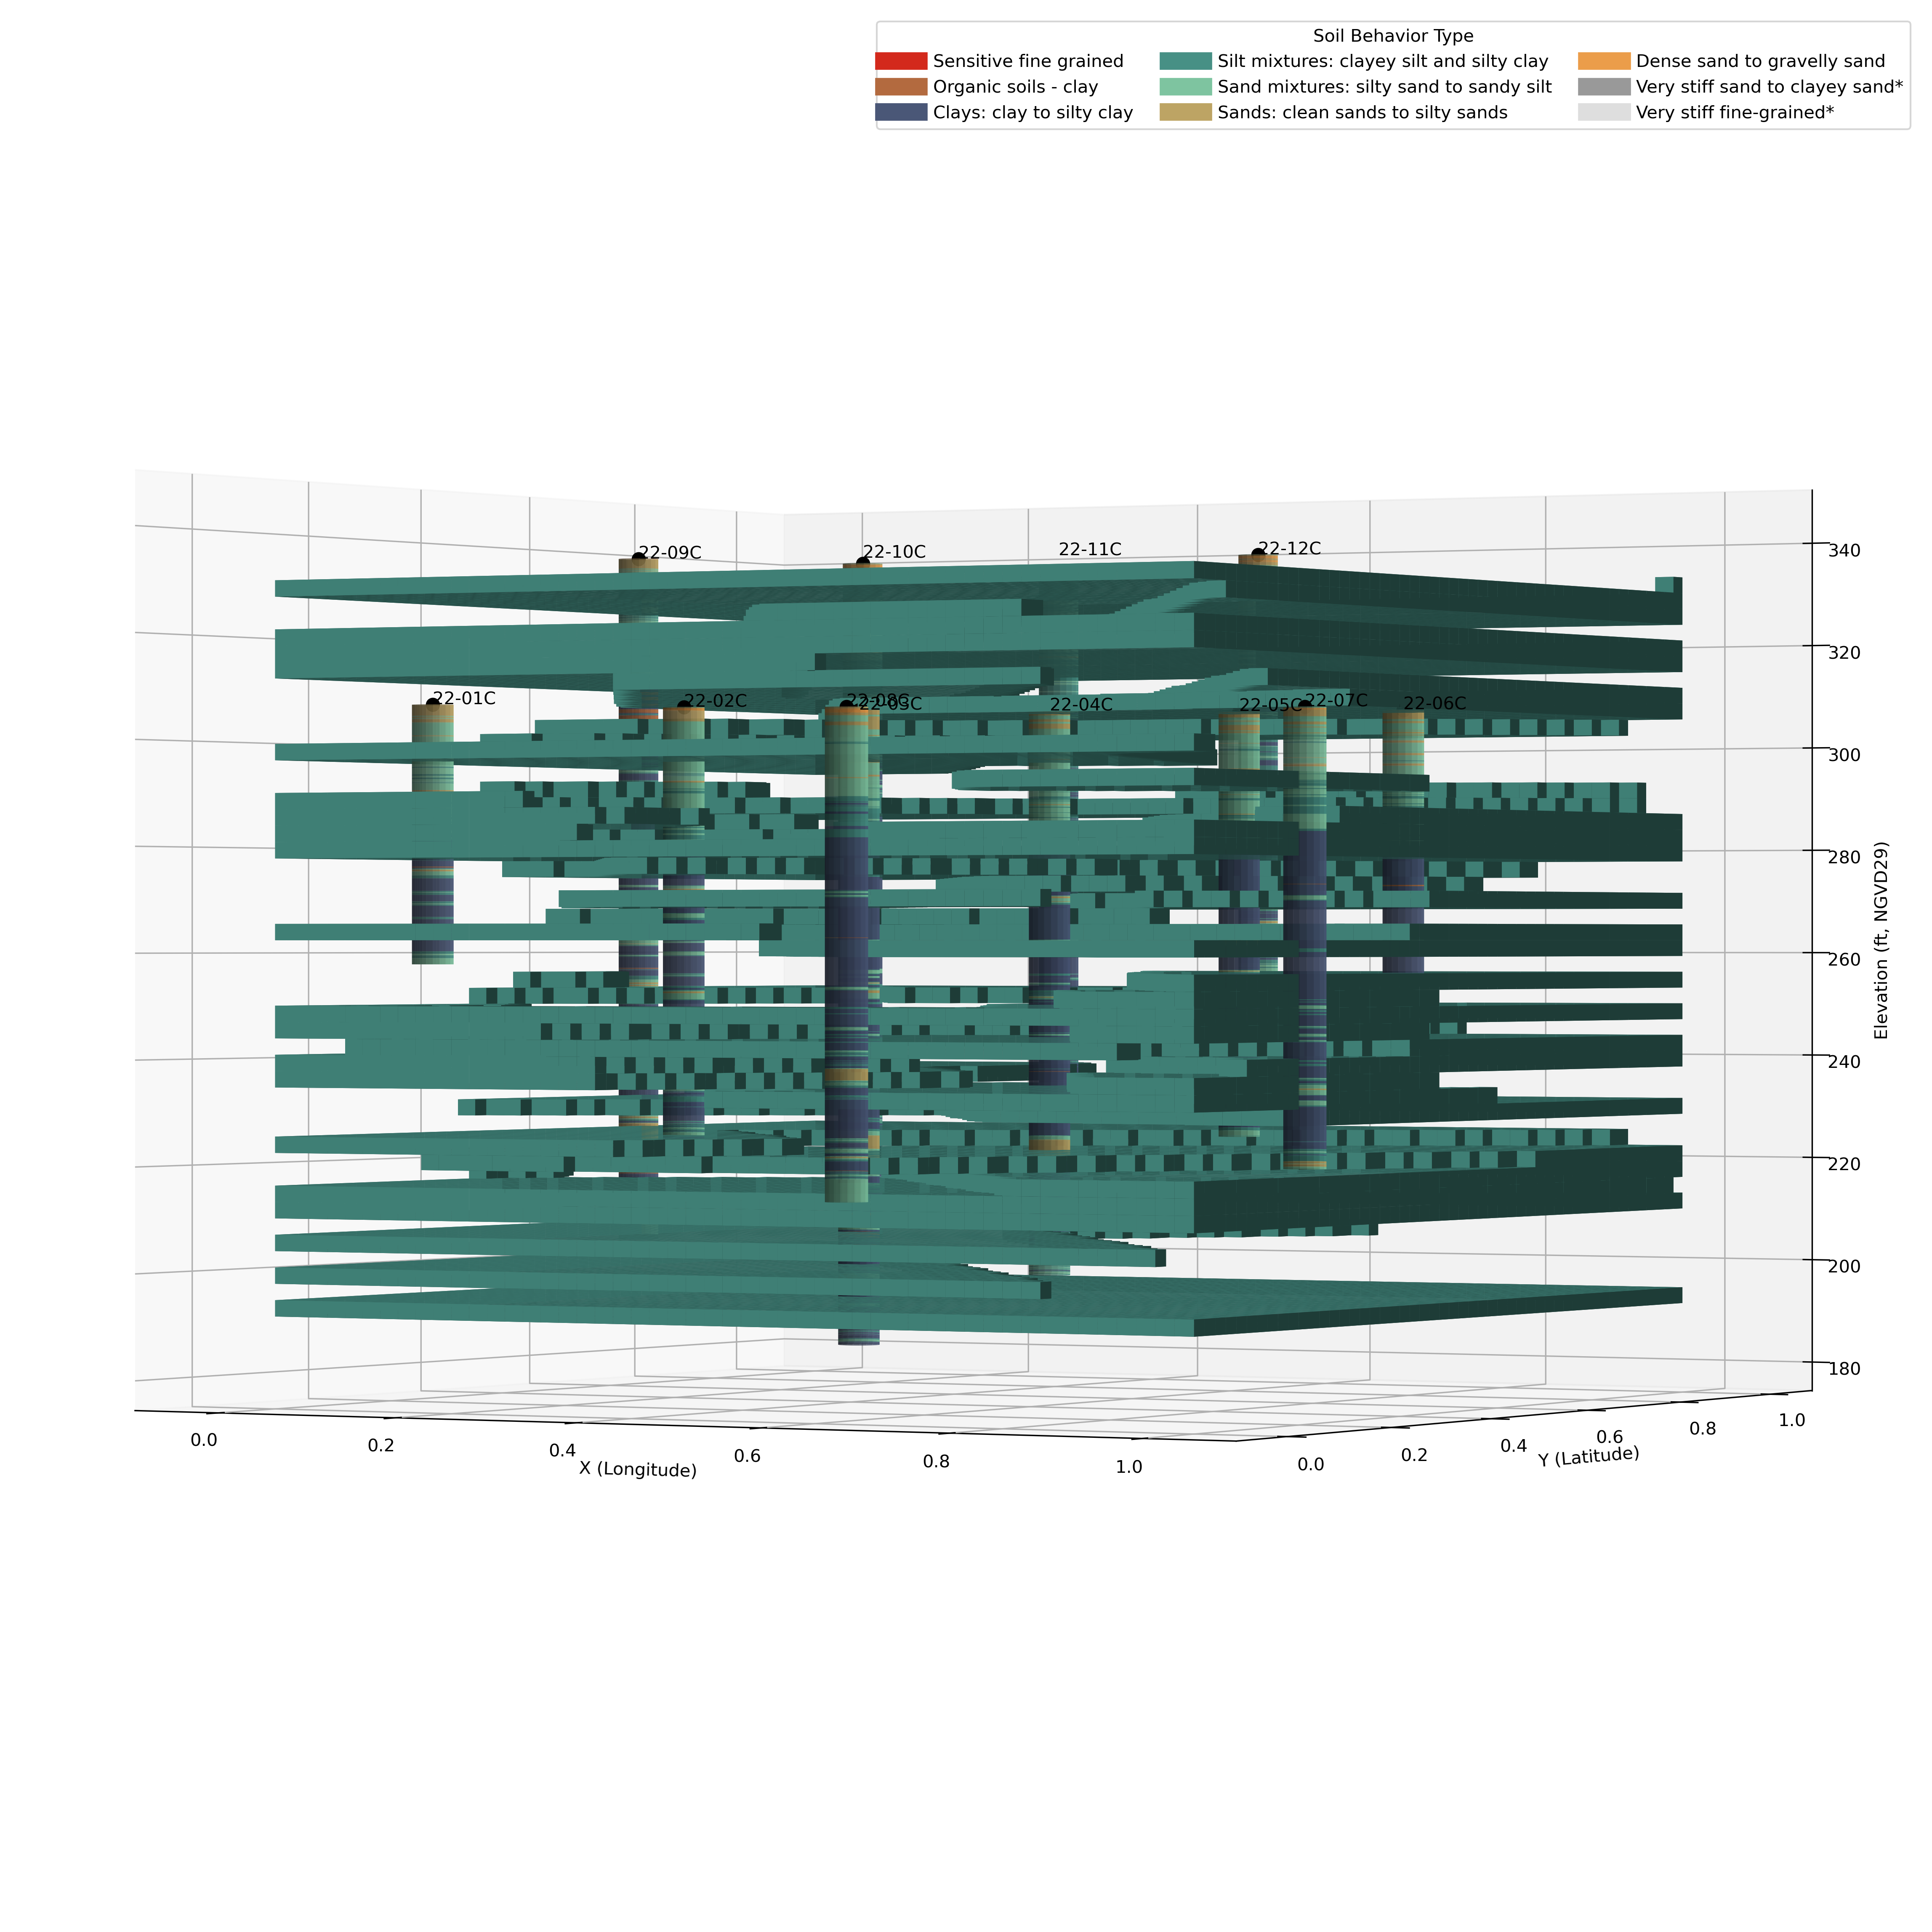 Soil Behavior Type
Sensitive fine grained
Organic soils - clay
Clays: clay to silty clay
Silt mixtures: clayey silt and silty clay
Sand mixtures: silty sand to sandy silt
Sands: clean sands to silty sands
Dense sand to gravelly sand
Very stiff sand to clayey sand*
Very stiff fine-grained*
22-09C
22-10C
22-11C
22-12C
22-01C
22-02C
22-08C
22-03C
22-04C
22-05C
22-07C
22-06C
340
320
300
280
260
240
220
200
180
Elevation (ft, NGVD29)
0.0
0.2
0.4
0.6
0.8
1.0
X (Longitude)
0.0
0.2
0.4
0.6
0.8
1.0
Y (Latitude)